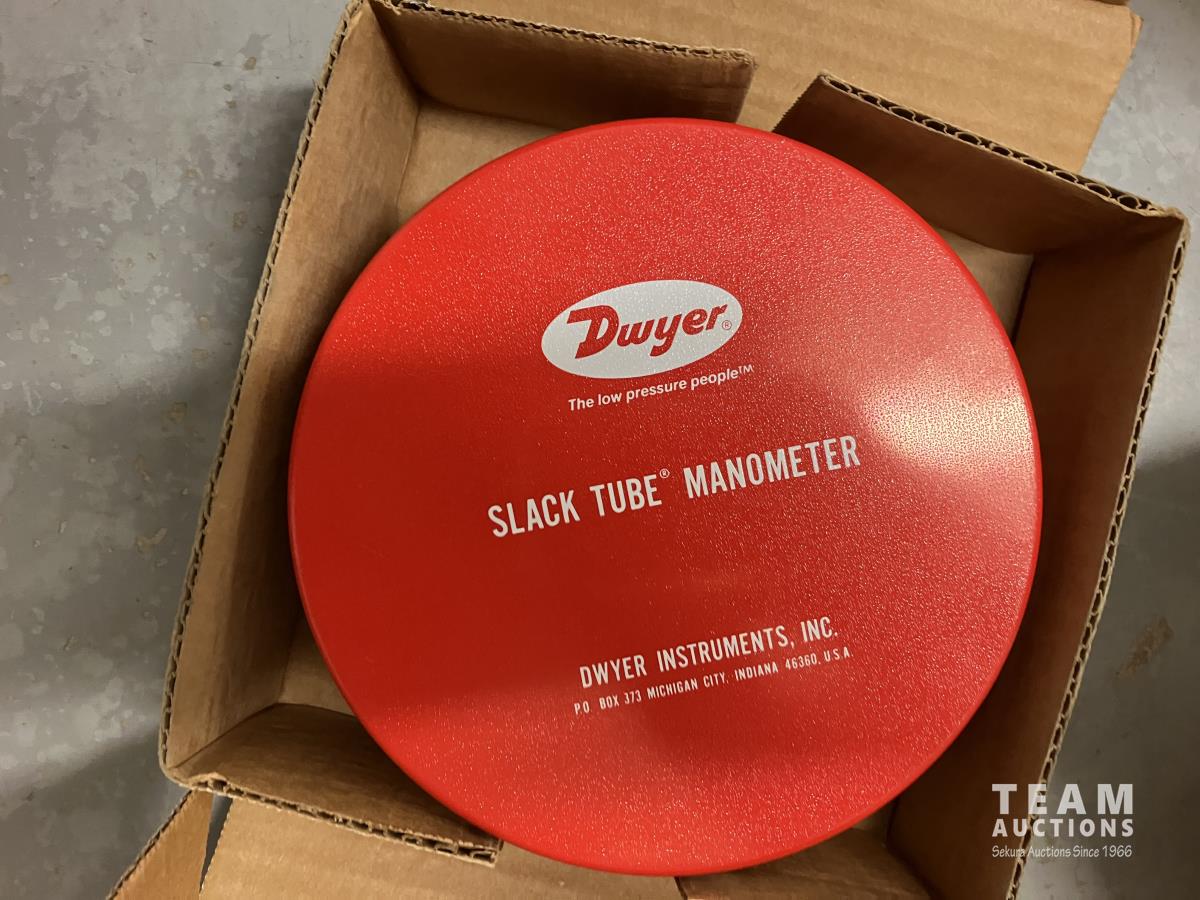 Dwyer®
The low pressure people™
SLACK TUBE® MANOMETER
DWYER INSTRUMENTS, INC.
P.O. BOX 373 MICHIGAN CITY, INDIANA 46360, U.S.A.
TEAM
AUCTIONS
Sekura Auctions Since 1966